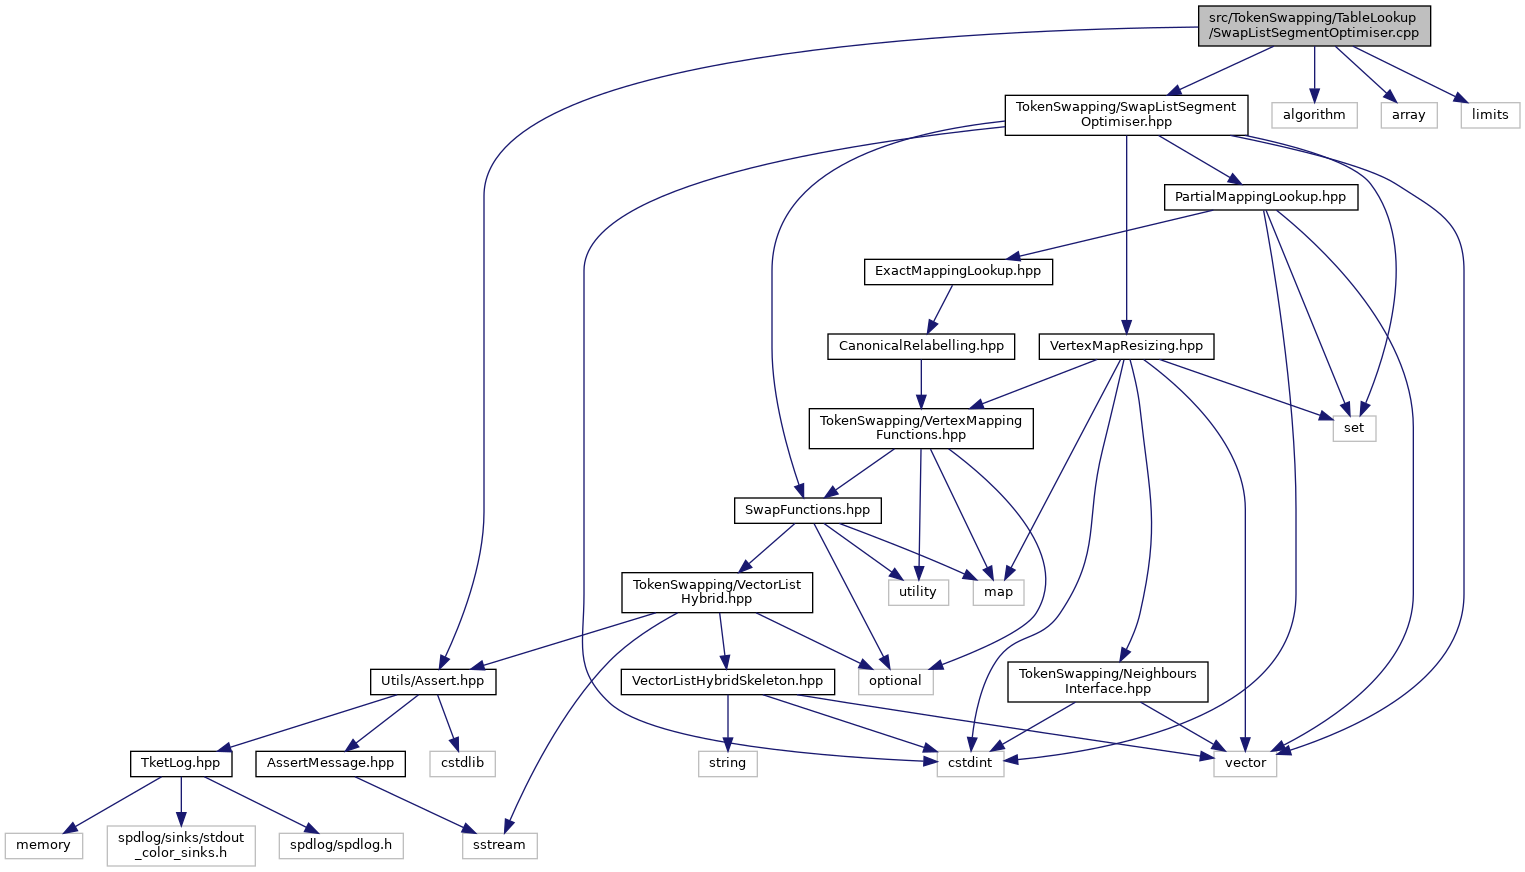 src/TokenSwapping/TableLookup
/SwapListSegmentOptimiser.cpp
TokenSwapping/SwapListSegment
Optimiser.hpp
algorithm
array
limits
PartialMappingLookup.hpp
ExactMappingLookup.hpp
CanonicalRelabelling.hpp
VertexMapResizing.hpp
TokenSwapping/VertexMapping
Functions.hpp
set
SwapFunctions.hpp
TokenSwapping/VectorList
Hybrid.hpp
utility
map
Utils/Assert.hpp
VectorListHybridSkeleton.hpp
optional
TokenSwapping/Neighbours
Interface.hpp
TketLog.hpp
AssertMessage.hpp
cstdlib
string
cstdint
vector
memory
spdlog/sinks/stdout
_color_sinks.h
spdlog/spdlog.h
sstream